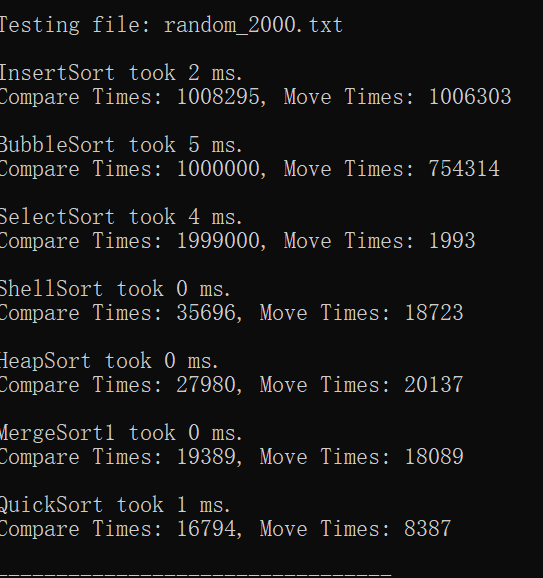 Testing file: random_2000.txt
InsertSort took 2 ms.
Compare Times: 1008295, Move Times: 1006303
BubbleSort took 5 ms.
Compare Times: 1000000, Move Times: 754314
SelectSort took 4 ms.
Compare Times: 1999000, Move Times: 1993
ShellSort took 0 ms.
Compare Times: 35696, Move Times: 18723
HeapSort took 0 ms.
Compare Times: 27980, Move Times: 20137
MergeSort1 took 0 ms.
Compare Times: 19389, Move Times: 18089
QuickSort took 1 ms.
Compare Times: 16794, Move Times: 8387
---------------------------------